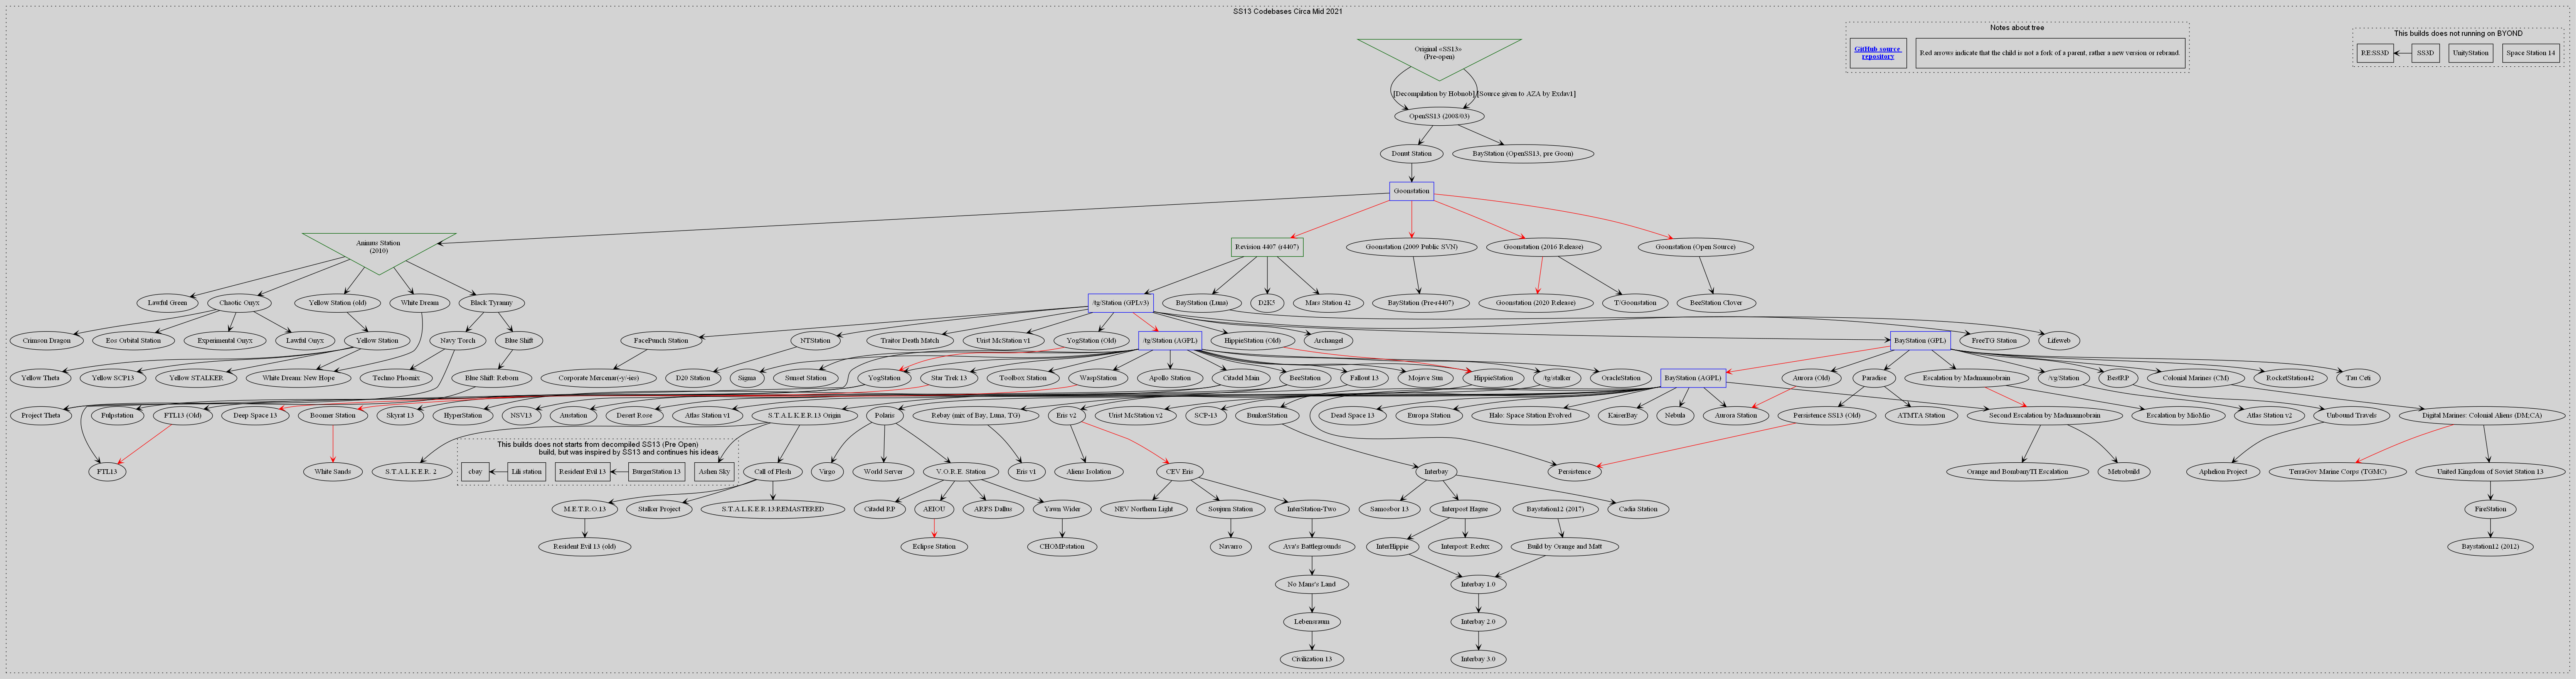 SS13 Codebases Circa Mid 2021
Notes about tree
GitHub source
repository
Red arrows indicate that the child is not a fork of a parent, rather a new version or rebrand.
This builds does not running on BYOND
RE:SS3D
SS3D
UnityStation
Space Station 14
Original «SS13»
(Pre-open)
[Decompilation by Hobnob]
[Source given to AZA by Exdav1]
OpenSS13 (2008/03)
Donut Station
BayStation (OpenSS13, pre Goon)
Goonstation
Animus Station
(2010)
Revision 4407 (r4407)
Goonstation (2009 Public SVN)
Goonstation (2016 Release)
Goonstation (Open Source)
Lawful Green
Chaotic Onyx
Yellow Station (old)
White Dream
Black Tyranny
/tg/Station (GPLv3)
BayStation (Luna)
D2K5
Mars Station 42
BayStation (Pre-r4407)
Goonstation (2020 Release)
T/Goonstation
BeeStation Clover
Crimson Dragon
Eos Orbital Station
Experimental Onyx
Lawful Onyx
Yellow Station
Navy Torch
Blue Shift
FacePunch Station
NTStation
Traitor Death Match
Urist McStation v1
YogStation (Old)
/tg/Station (AGPL)
HippieStation (Old)
Archangel
BayStation (GPL)
FreeTG Station
Lifeweb
Yellow Theta
Yellow SCP13
Yellow STALKER
White Dream: New Hope
Techno Phoenix
Blue Shift: Reborn
Corporate Mercenar(-y/-ies)
D20 Station
Sigma
Sunset Station
YogStation
Star Trek 13
Toolbox Station
WaspStation
Apollo Station
Citadel Main
BeeStation
Fallout 13
Mojave Sun
HippieStation
/tg/stalker
OracleStation
BayStation (AGPL)
Aurora (Old)
Paradise
Escalation by Madmannobrain
/vg/Station
BestRP
Colonial Marines (CM)
RocketStation42
Tau Ceti
Project Theta
Fulpstation
FTL13 (Old)
Deep Space 13
Boomer Station
Skyrat 13
HyperStation
NSV13
Austation
Desert Rose
Atlas Station v1
S.T.A.L.K.E.R.13 Origin
Polaris
Rebay (mix of Bay, Luna, TG)
Eris v2
Urist McStation v2
SCP-13
BunkerStation
Dead Space 13
Europa Station
Halo: Space Station Evolved
KaiserBay
Nebula
Aurora Station
Persistence SS13 (Old)
ATMTA Station
Second Escalation by Madmannobrain
Escalation by MioMio
Atlas Station v2
Unbound Travels
Digital Marines: Colonial Aliens (DM;CA)
FTL13
White Sands
S.T.A.L.K.E.R. 2
This builds does not starts from decompiled SS13 (Pre Open)
build, but was inspired by SS13 and continues his ideas
cbay
Lili station
Resident Evil 13
BurgerStation 13
Ashen Sky
Call of Flesh
Virgo
World Server
V.O.R.E. Station
Eris v1
Aliens Isolation
CEV Eris
Interbay
Persistence
Orange and BombanyTI Escalation
Metrobuild
Aphelion Project
TerraGov Marine Corps (TGMC)
United Kingdom of Soviet Station 13
M.E.T.R.O.13
Stalker Project
S.T.A.L.K.E.R.13:REMASTERED
Citadel RP
AEIOU
ARFS Dallus
Yawn Wider
NEV Northern Light
Sonjurn Station
InterStation-Two
Samosbor 13
Interpost Hague
Baystation12 (2017)
Cadia Station
FireStation
Resident Evil 13 (old)
Eclipse Station
CHOMPstation
Navarro
Ava's Battlegrounds
InterHippie
Interpost: Redux
Build by Orange and Matt
Baystation12 (2012)
No Mans's Land
Interbay 1.0
Lebensraum
Interbay 2.0
Civilization 13
Interbay 3.0